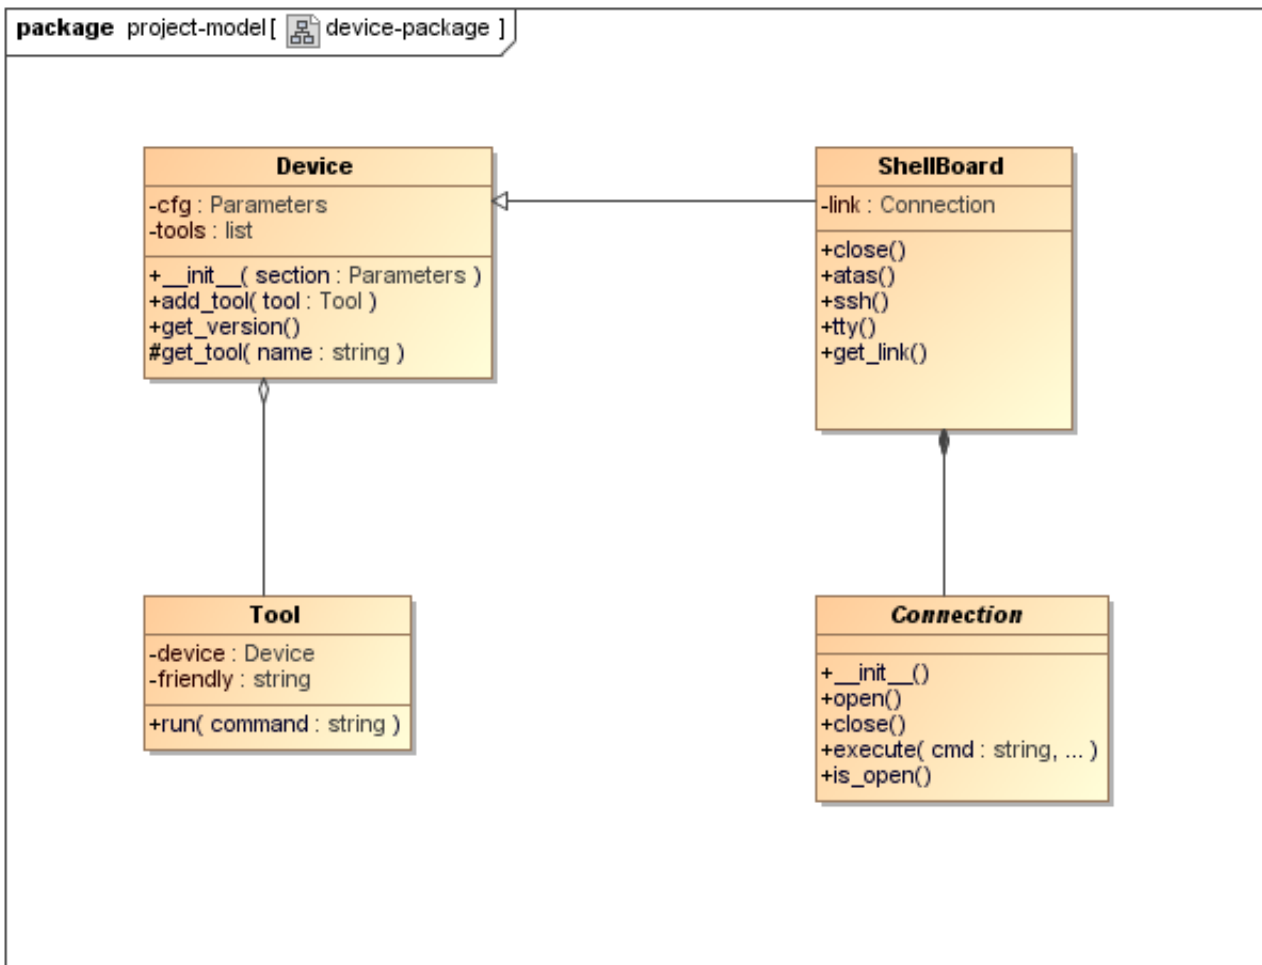 package project-model[ device-package ]
Device
-cfg : Parameters
-tools : list
+__init__( section : Parameters )
+add_tool( tool : Tool )
+get_version()
#get_tool( name : string )
ShellBoard
-link : Connection
+close()
+atas()
+ssh()
+tty()
+get_link()
Tool
-device : Device
-friendly : string
+run( command : string )
Connection
+__init__()
+open()
+close()
+execute( cmd : string, ... )
+is_open()